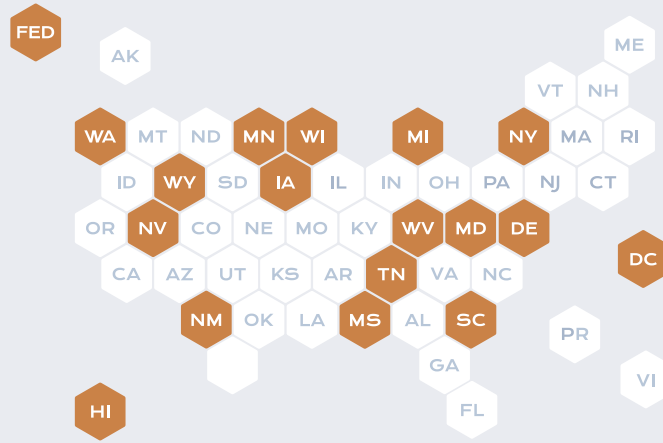 FED
AK
ME
VT NH
WA MT ND MN WI MI NY MA RI
ID WY SD IA IL IN OH PA NJ CT
OR NV CO NE MO KY WV MD DE
DC
CA AZ UT KS AR TN VA NC
NM OK LA MS AL SC
PR
GA
VI
HI
FL